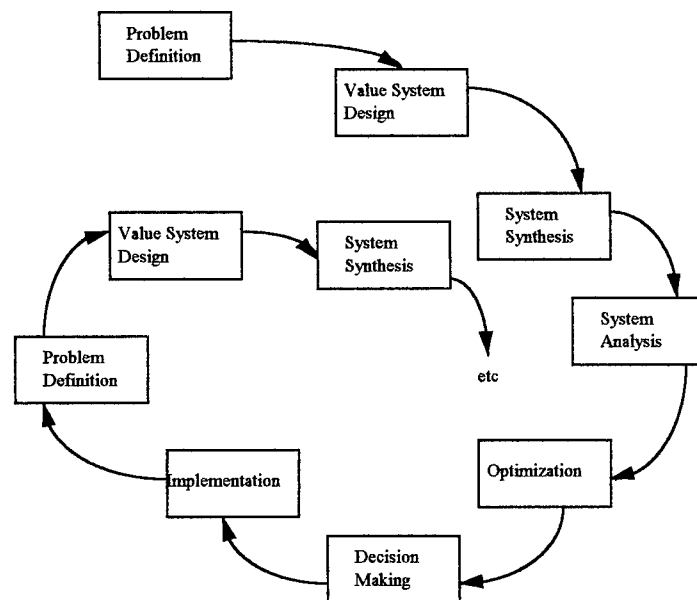 Problem
Definition
Value System
Design
System
Synthesis
System
Analysis
Optimization
Decision
Making
Implementation
Problem
Definition
Value System
Design
System
Synthesis
etc